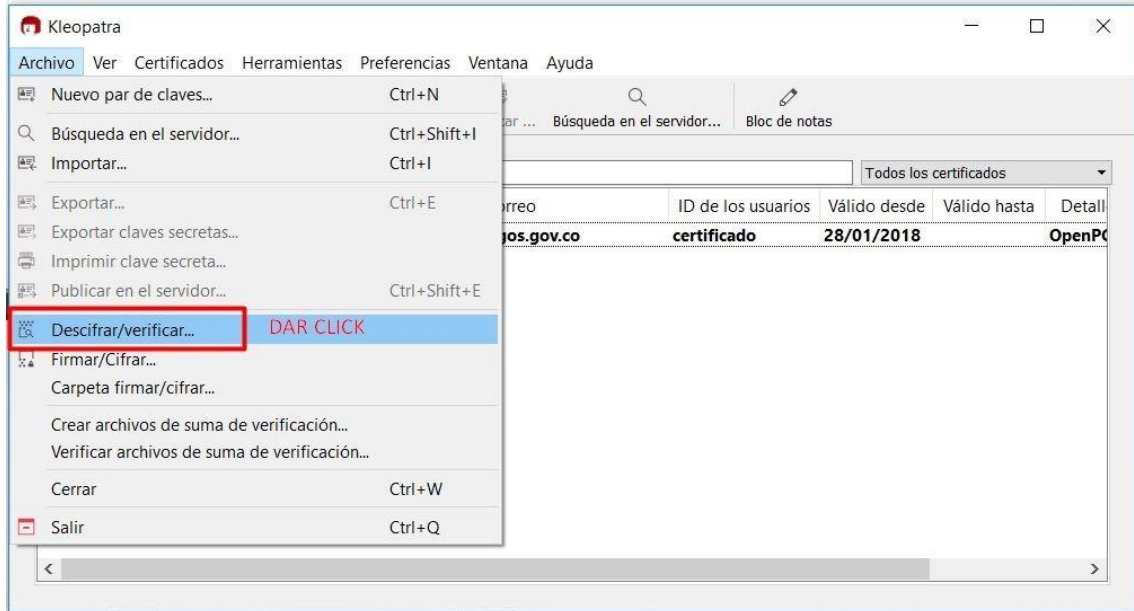 Kleopatra
Archivo Ver Certificados Herramientas Preferencias Ventana Ayuda
Nuevo par de claves... Ctrl+N
Búsqueda en el servidor... Ctrl+Shift+I
Importar... Ctrl+I
Exportar... Ctrl+E
Exportar claves secretas...
Imprimir clave secreta...
Publicar en el servidor... Ctrl+Shift+E
Descifrar/verificar... DAR CLICK
Firmar/Cifrar...
Carpeta firmar/cifrar...
Crear archivos de suma de verificación...
Verificar archivos de suma de verificación...
Cerrar Ctrl+W
Salir Ctrl+Q
... Búsqueda en el servidor... Bloc de notas
Todos los certificados
ID de los usuarios Válido desde Válido hasta
.gov.co certificado 28/01/2018